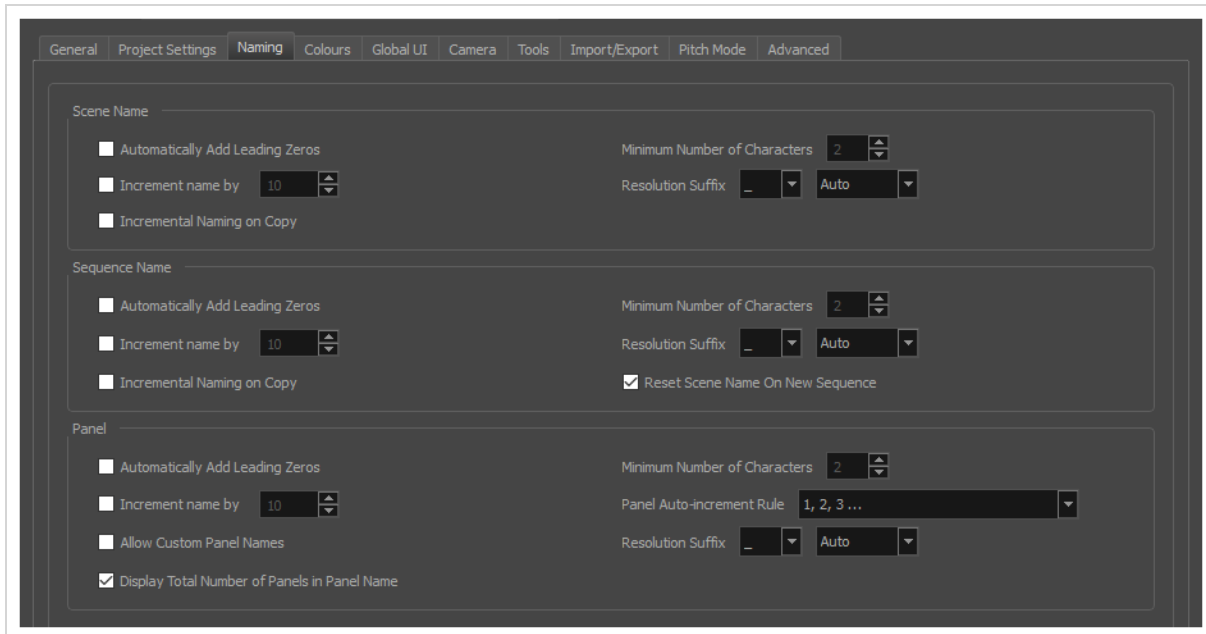 General Project Settings Naming Colours Global UI Camera Tools Import/Export Pitch Mode Advanced
Scene Name
Automatically Add Leading Zeros Minimum Number of Characters 2
Increment name by 10 Resolution Suffix _ Auto
Incremental Naming on Copy
Sequence Name
Automatically Add Leading Zeros Minimum Number of Characters 2
Increment name by 10 Resolution Suffix _ Auto
Incremental Naming on Copy Reset Scene Name On New Sequence
Panel
Automatically Add Leading Zeros Minimum Number of Characters 2
Increment name by 10 Panel Auto-increment Rule 1, 2, 3 ...
Allow Custom Panel Names Resolution Suffix _ Auto
Display Total Number of Panels in Panel Name